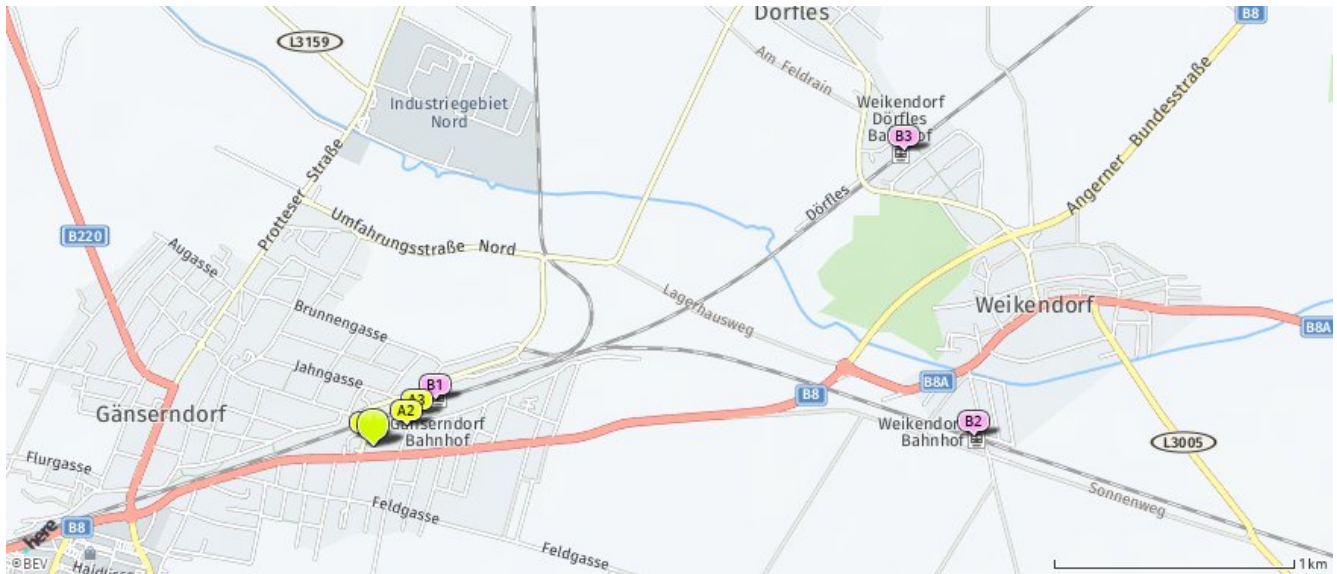 Dörfles
B8
L3159
Am Feldrain
Industriegebiet
Nord
Weikendorf
Dörfles
Bahnhof
B3
Angerner Bundesstraße
Protteser Straße
Dörfles
B220
Umfahrungsstraße Nord
Augasse
Lagerhausweg
Weikendorf
Brunnengasse
B8A
Jahngasse
B1
B8A
A3
B8
A2
Gänserndorf
Gänserndorf
Bahnhof
B2
Weikendorf
Bahnhof
L3005
Flurgasse
Sonnenweg
Feldgasse
B8
here
Feldgasse
© BEV
1 km